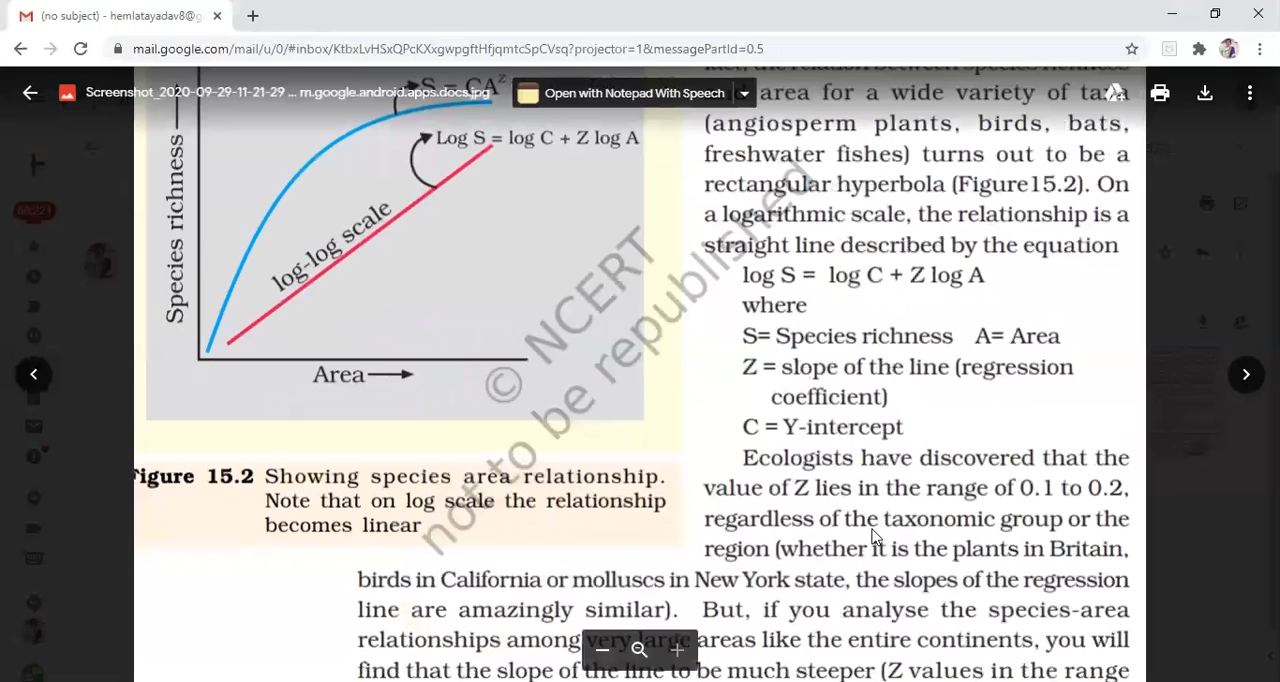 (no subject) - hemlatayadav8@g
mail.google.com/mail/u/0/#inbox/KtbxLvHSxQPcKXxgwpgftHfjqmtcSpCVsq?projector=1&messagePartId=0.5
Screenshot_2020-09-29-11-21-29 ... m.google.android.apps.docs.jpg
Open with Notepad With Speech
S = CA^Z
Log S = log C + Z log A
log-log scale
Species richness
Area
Figure 15.2 Showing species area relationship.
Note that on log scale the relationship
becomes linear
area for a wide variety of taxa
(angiosperm plants, birds, bats,
freshwater fishes) turns out to be a
rectangular hyperbola (Figure15.2). On
a logarithmic scale, the relationship is a
straight line described by the equation
log S = log C + Z log A
where
S= Species richness A= Area
Z = slope of the line (regression
coefficient)
C = Y-intercept
Ecologists have discovered that the
value of Z lies in the range of 0.1 to 0.2,
regardless of the taxonomic group or the
region (whether it is the plants in Britain,
birds in California or molluscs in New York state, the slopes of the regression
line are amazingly similar). But, if you analyse the species-area
relationships among very large areas like the entire continents, you will
find that the slope of the line to be much steeper (Z values in the range
© NCERT
not to be republished